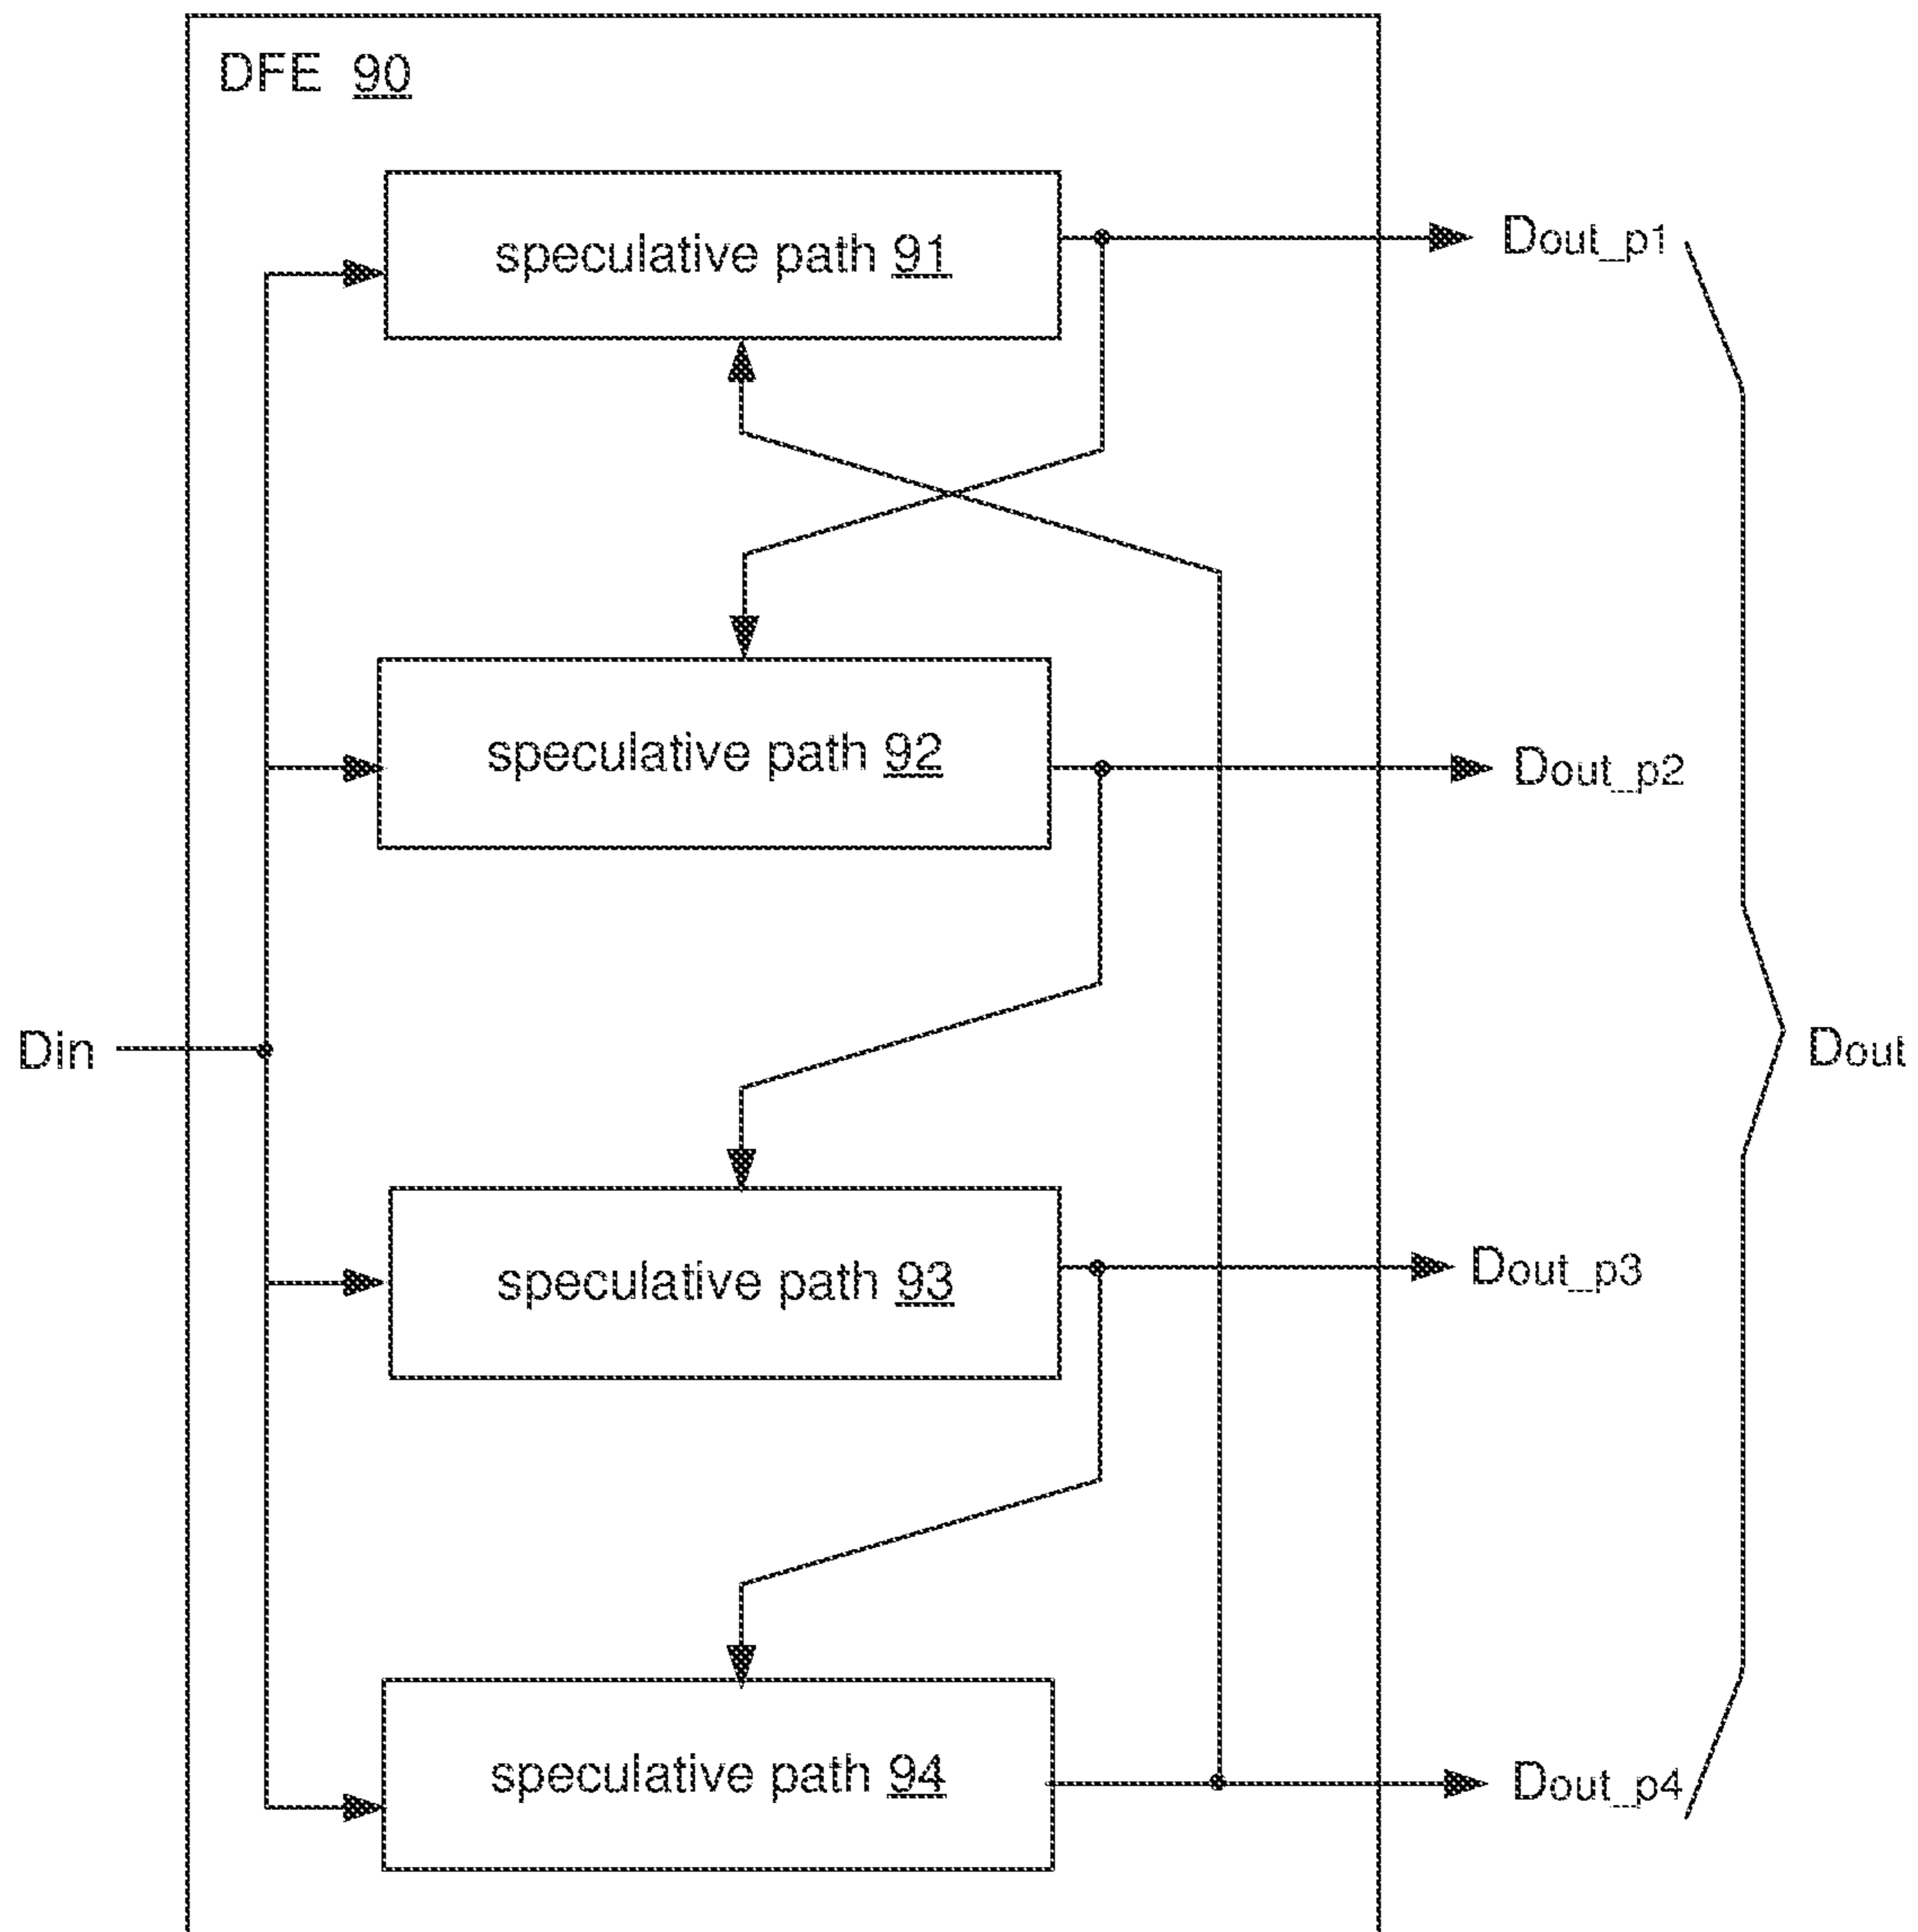 DFE 90
speculative path 91
Dout_p1
speculative path 92
Dout_p2
Din
Dout
speculative path 93
Dout_p3
speculative path 94
Dout_p4